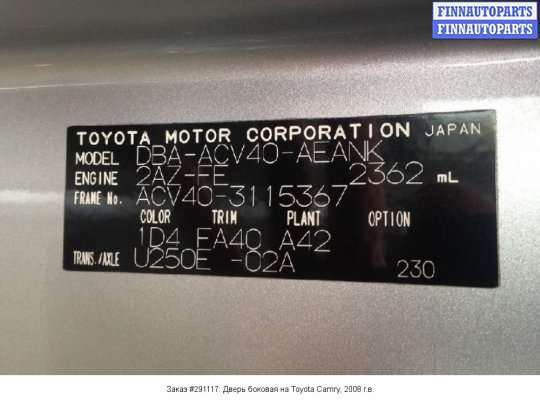 FINNAUTOPARTS
FINNAUTOPARTS
TOYOTA MOTOR CORPORATION JAPAN
MODEL DBA-ACV40-AEANK
ENGINE 2AZ-FE 2362 mL
FRAME No. ACV40-3115367
COLOR TRIM PLANT OPTION
1D4 FA40 A42
TRANS./AXLE U250E -02A
230
Заказ #291117: Дверь боковая на Toyota Camry, 2008 г.в.